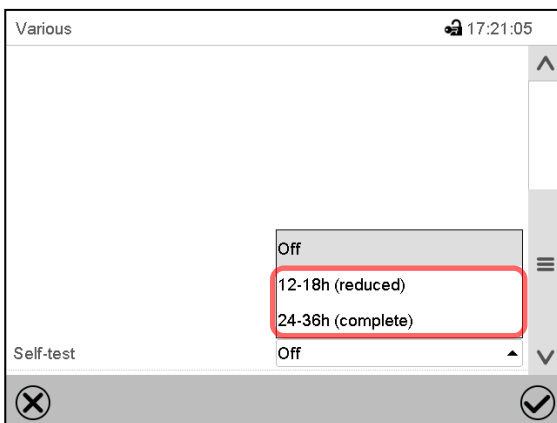 Various 17:21:05
Off
12-18h (reduced)
24-36h (complete)
Self-test Off